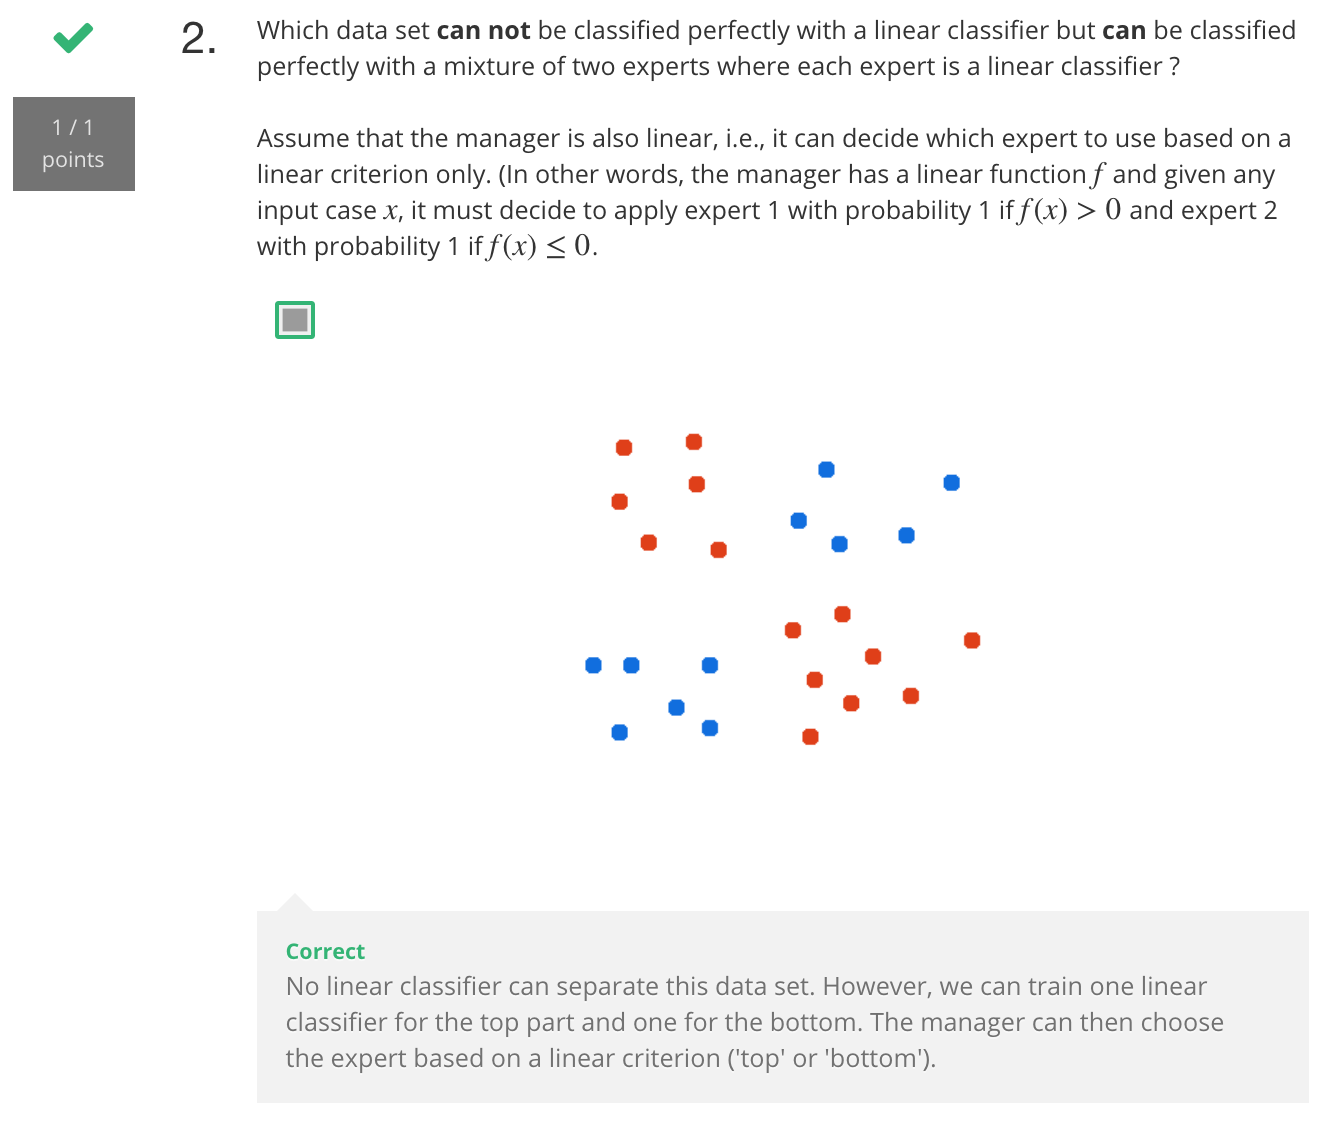 2.
Which data set can not be classified perfectly with a linear classifier but can be classified
perfectly with a mixture of two experts where each expert is a linear classifier ?
1 / 1
points
Assume that the manager is also linear, i.e., it can decide which expert to use based on a
linear criterion only. (In other words, the manager has a linear function f and given any
input case x, it must decide to apply expert 1 with probability 1 if f(x) > 0 and expert 2
with probability 1 if f(x) ≤ 0.
Correct
No linear classifier can separate this data set. However, we can train one linear
classifier for the top part and one for the bottom. The manager can then choose
the expert based on a linear criterion ('top' or 'bottom').